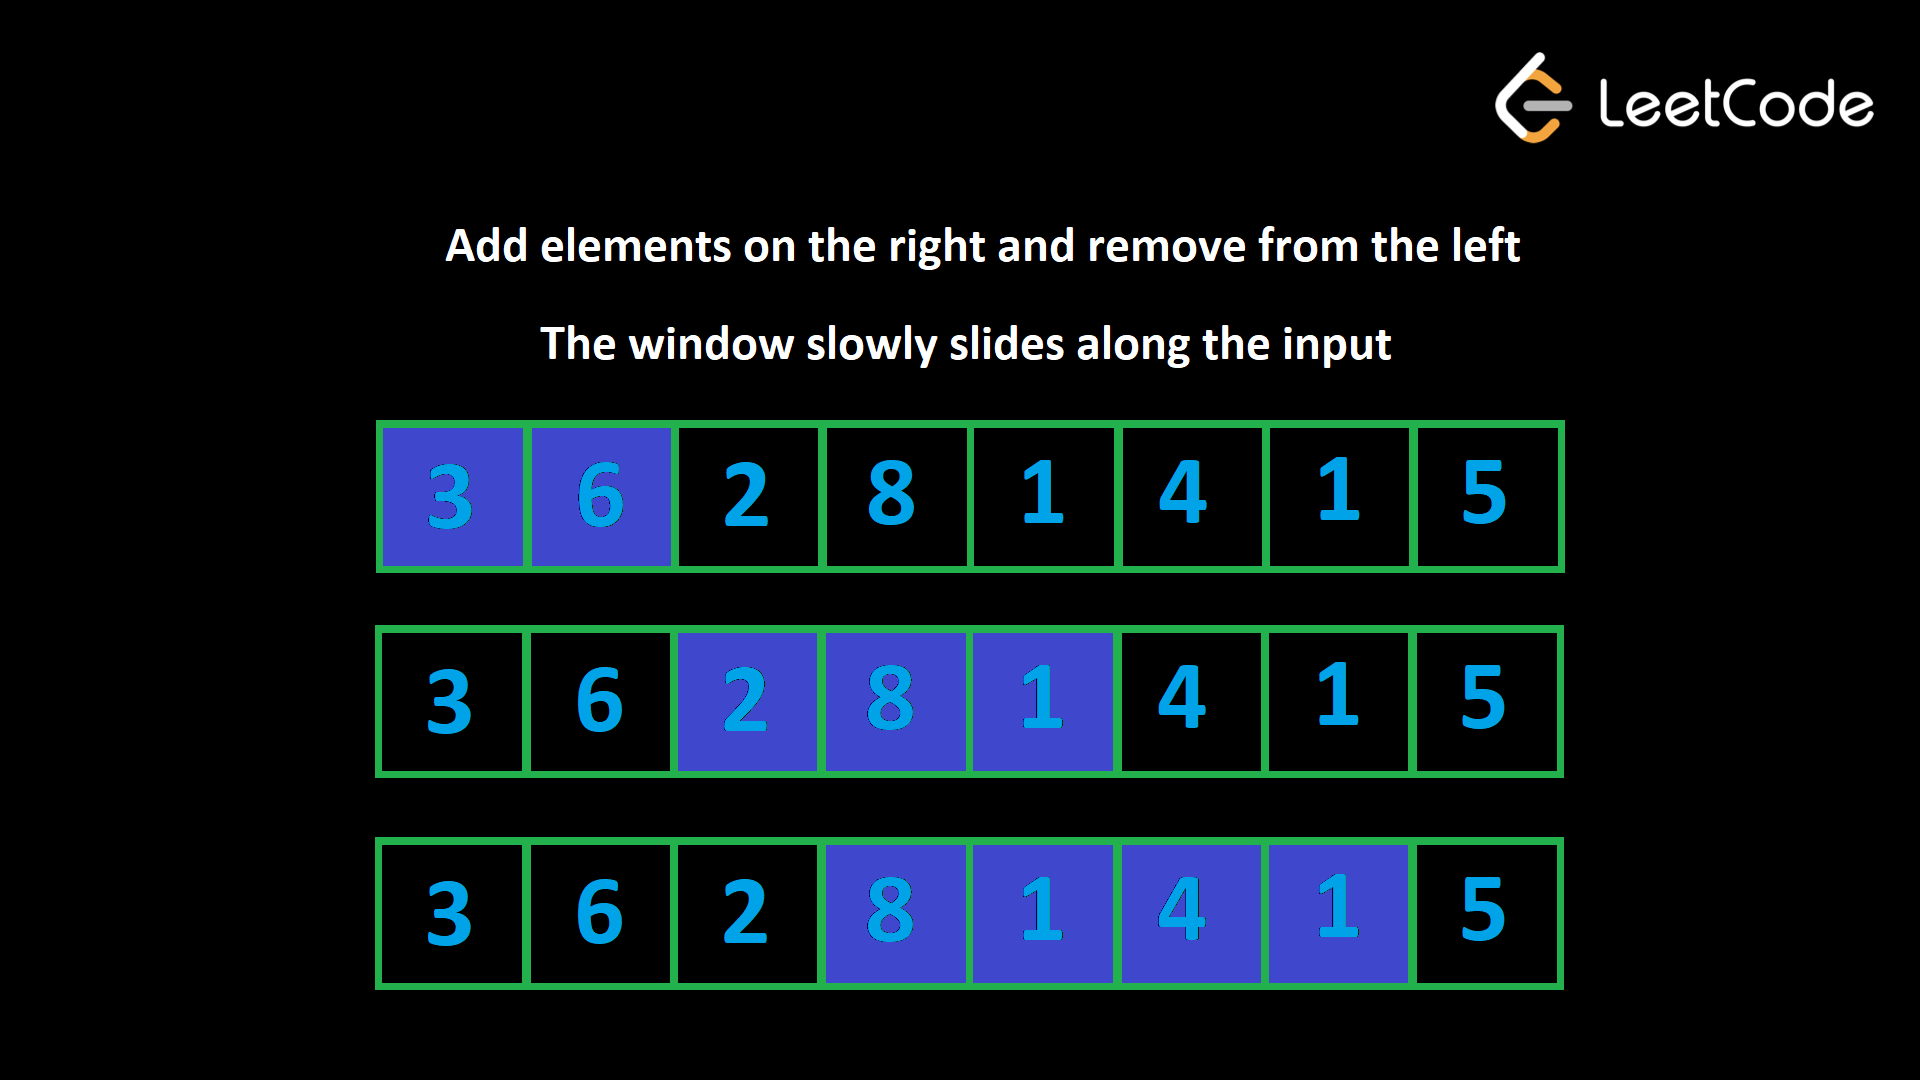 LeetCode
Add elements on the right and remove from the left
The window slowly slides along the input
3 6 2 8 1 4 1 5
3 6 2 8 1 4 1 5
3 6 2 8 1 4 1 5